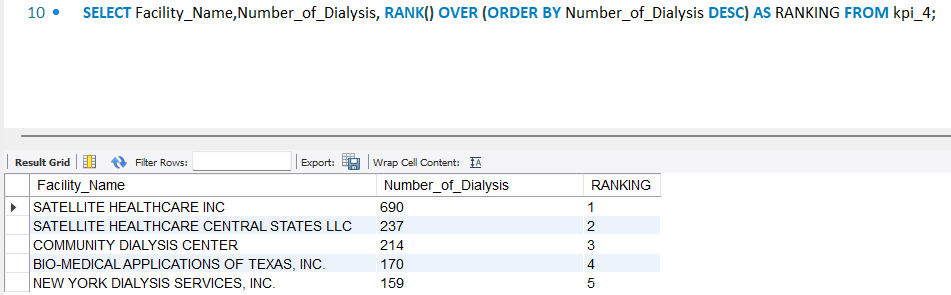 10 SELECT Facility_Name,Number_of_Dialysis, RANK() OVER (ORDER BY Number_of_Dialysis DESC) AS RANKING FROM kpi_4;
Result Grid Filter Rows: Export: Wrap Cell Content: IA
Facility_Name Number_of_Dialysis RANKING
SATELLITE HEALTHCARE INC 690 1
SATELLITE HEALTHCARE CENTRAL STATES LLC 237 2
COMMUNITY DIALYSIS CENTER 214 3
BIO-MEDICAL APPLICATIONS OF TEXAS, INC. 170 4
NEW YORK DIALYSIS SERVICES, INC. 159 5